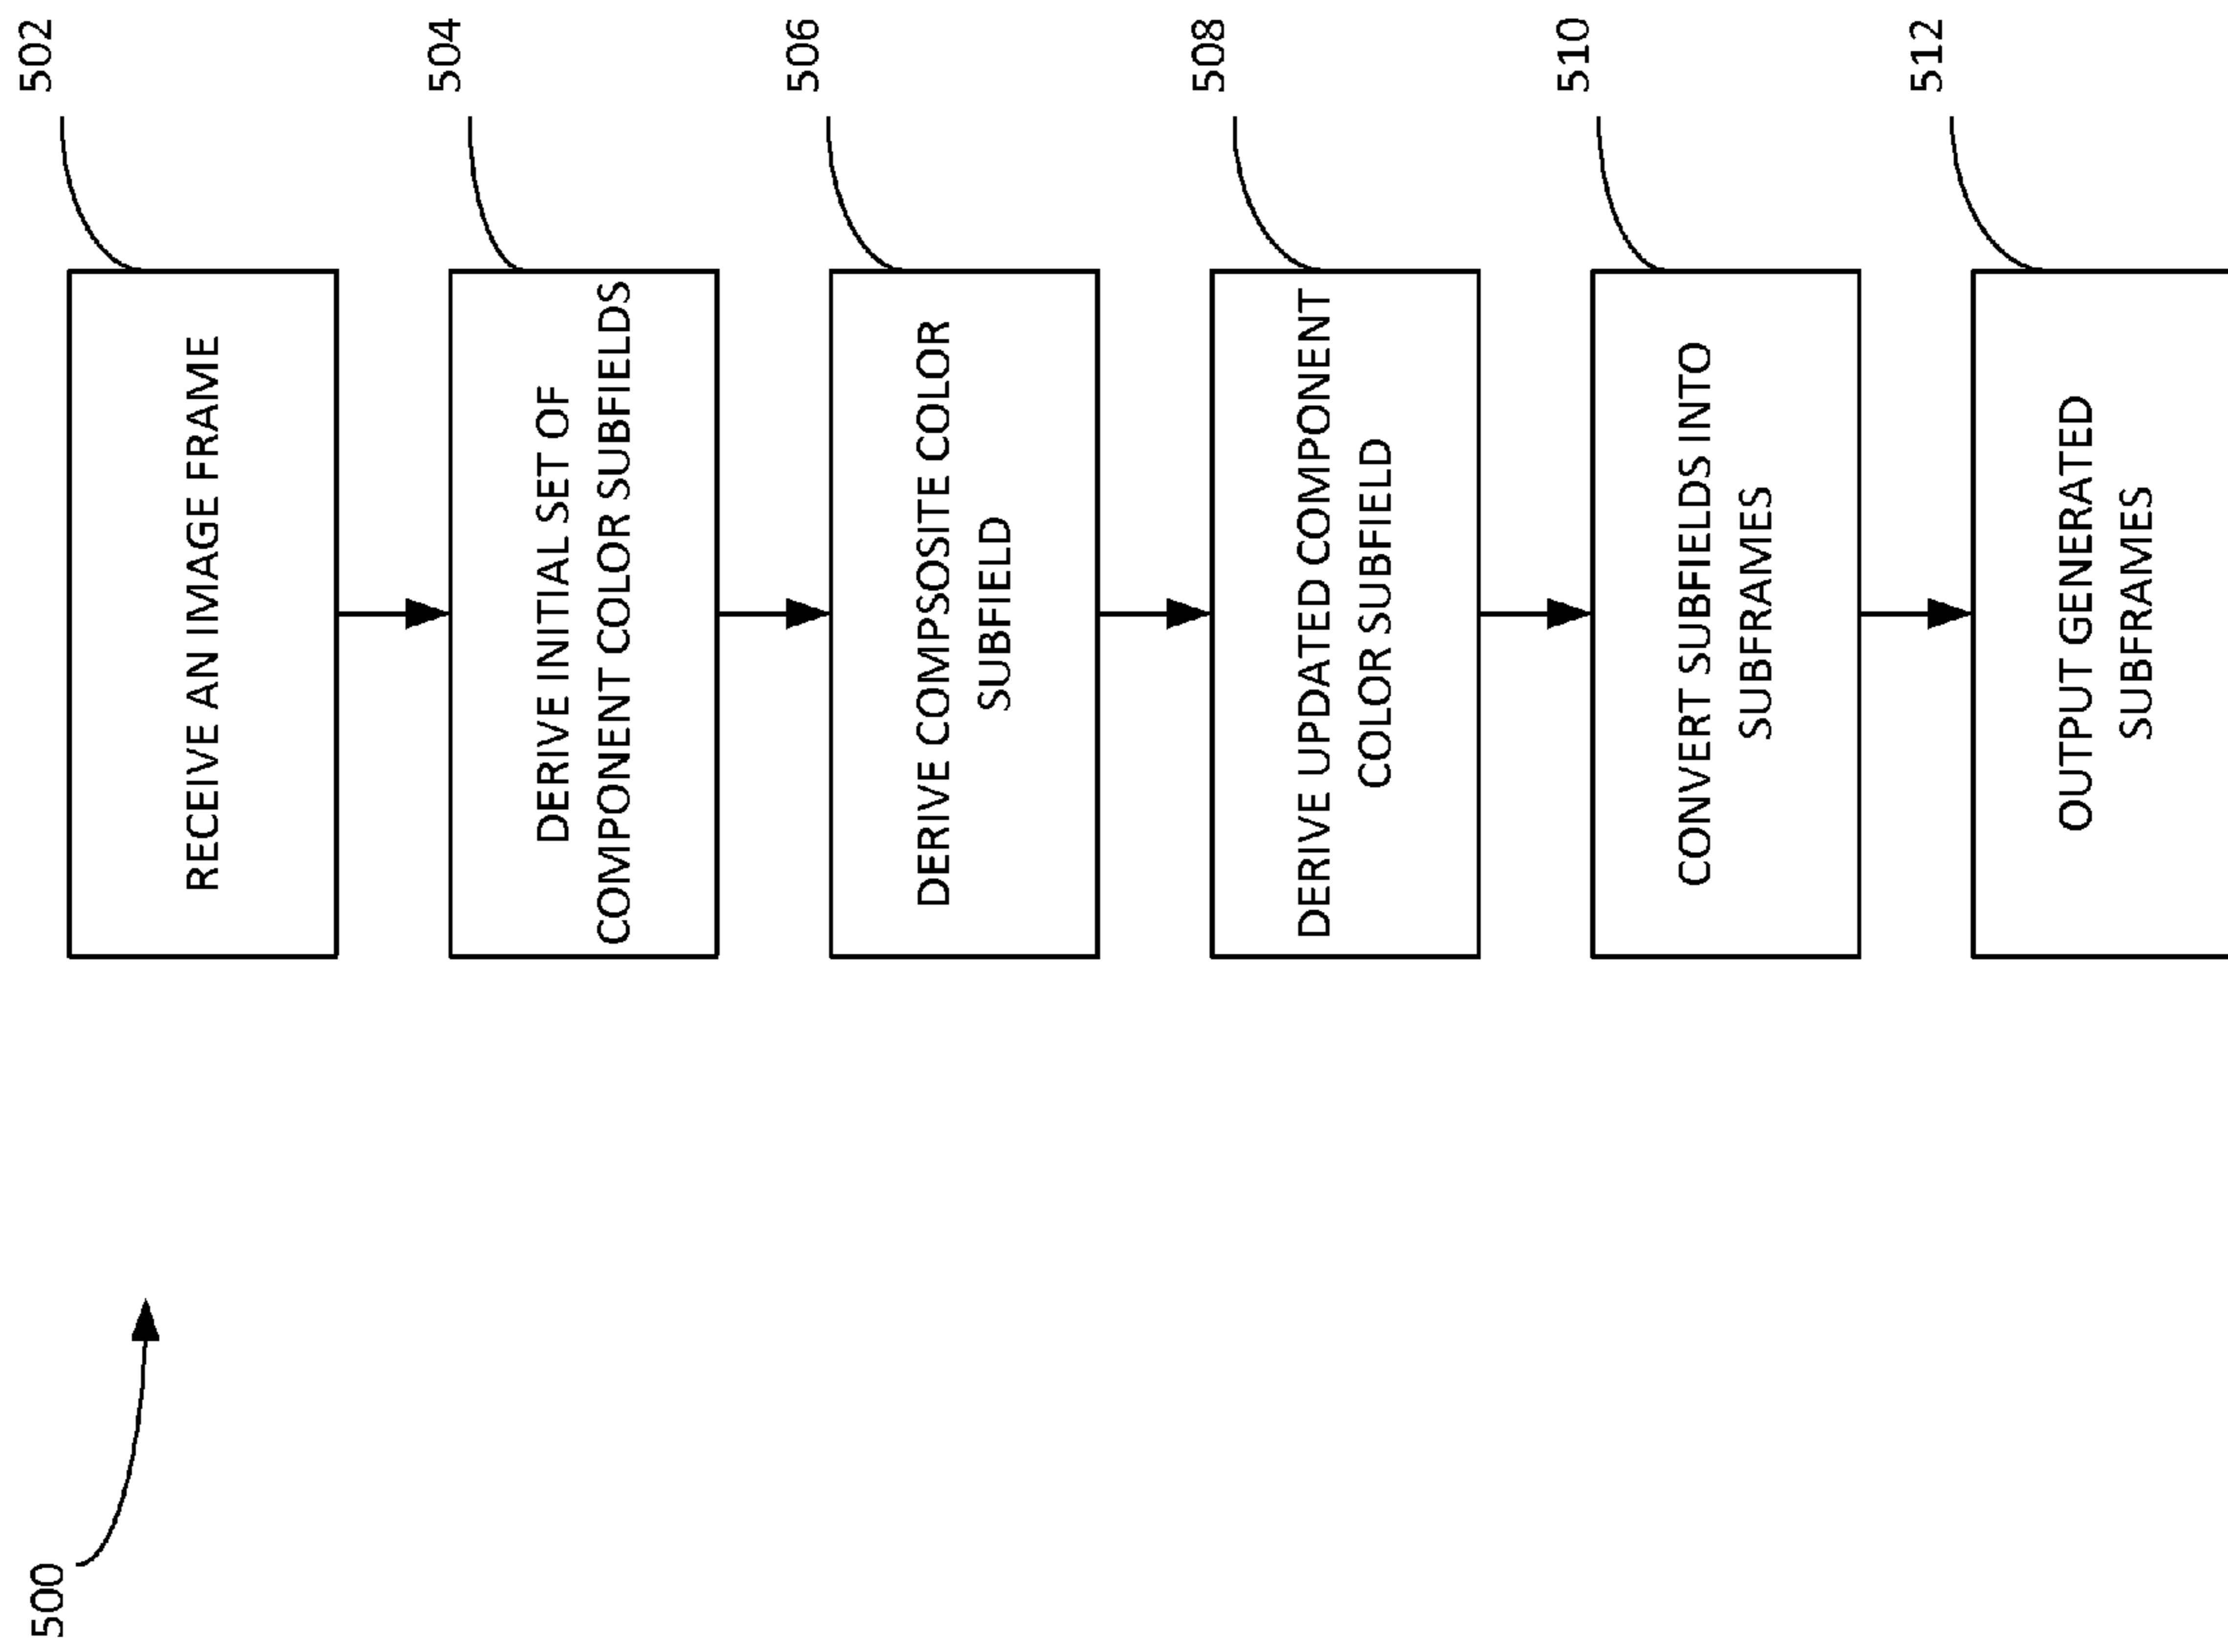 500
502
RECEIVE AN IMAGE FRAME
504
DERIVE INITIAL SET OF
COMPONENT COLOR SUBFIELDS
506
DERIVE COMPSOSITE COLOR
SUBFIELD
508
DERIVE UPDATED COMPONENT
COLOR SUBFIELD
510
CONVERT SUBFIELDS INTO
SUBFRAMES
512
OUTPUT GENERATED
SUBFRAMES